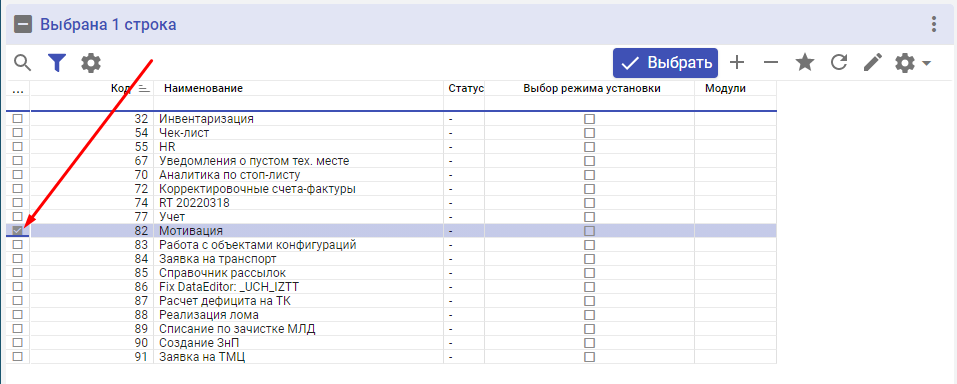 Выбрана 1 строка
Выбрать
... Код Наименование Статус Выбор режима установки Модули
32 Инвентаризация -
54 Чек-лист -
55 HR -
67 Уведомления о пустом тех. месте -
70 Аналитика по стоп-листу -
72 Корректировочные счета-фактуры -
74 RT 20220318 -
77 Учет -
82 Мотивация -
83 Работа с объектами конфигураций -
84 Заявка на транспорт -
85 Справочник рассылок -
86 Fix DataEditor: _UCH_IZTT -
87 Расчет дефицита на ТК -
88 Реализация лома -
89 Списание по зачистке МЛД -
90 Создание ЗнП -
91 Заявка на ТМЦ -